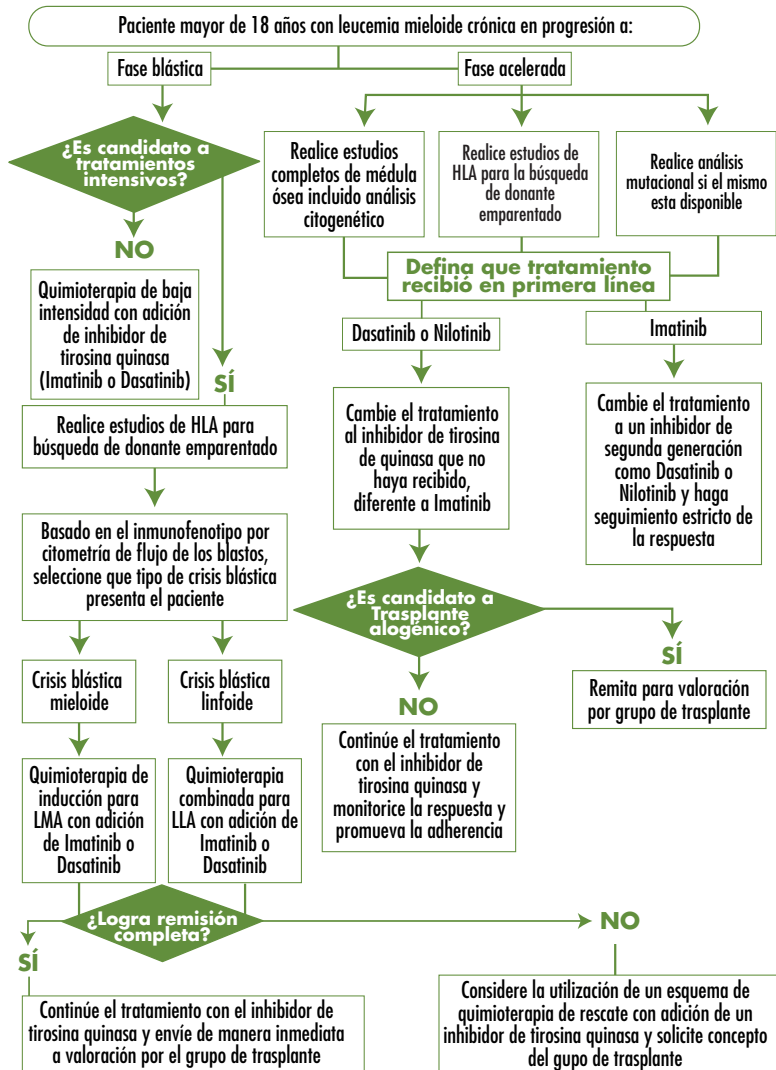 Paciente mayor de 18 años con leucemia mieloide crónica en progresión a:
Fase blástica
Fase acelerada
¿Es candidato a
tratamientos
intensivos?
NO
Quimioterapia de baja
intensidad con adición
de inhibidor de
tirosina quinasa
(Imatinib o Dasatinib)
SÍ
Realice estudios de HLA para
búsqueda de donante emparentado
Basado en el inmunofenotipo por
citometría de flujo de los blastos,
seleccione que tipo de crisis blástica
presenta el paciente
Crisis blástica
mieloide
Crisis blástica
linfoide
Quimioterapia de
inducción para
LMA con adición
de Imatinib o
Dasatinib
Quimioterapia
combinada para
LLA con adición de
Imatinib o
Dasatinib
¿Logra remisión
completa?
SÍ
Continúe el tratamiento con el inhibidor de
tirosina quinasa y envíe de manera inmediata
a valoración por el grupo de trasplante
NO
Considere la utilización de un esquema de
quimioterapia de rescate con adición de un
inhibidor de tirosina quinasa y solicite concepto
del gupo de trasplante
Realice estudios
completos de médula
ósea incluido análisis
citogenético
Realice estudios de
HLA para la búsqueda
de donante
emparentado
Realice análisis
mutacional si el mismo
esta disponible
Defina que tratamiento
recibió en primera línea
Dasatinib o Nilotinib
Imatinib
Cambie el tratamiento
al inhibidor de tirosina
de quinasa que no
haya recibido,
diferente a Imatinib
Cambie el tratamiento
a un inhibidor de
segunda generación
como Dasatinib o
Nilotinib y haga
seguimiento estricto de
la respuesta
¿Es candidato a
Trasplante
alogénico?
NO
Continúe el tratamiento
con el inhibidor de
tirosina quinasa y
monitorice la respuesta y
promueva la adherencia
SÍ
Remita para valoración
por grupo de trasplante